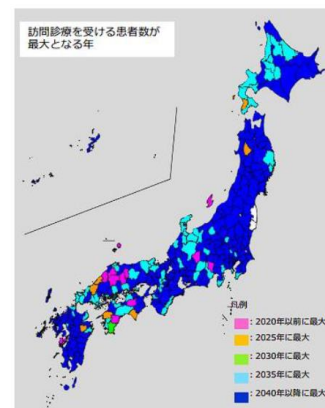 訪問診療を受ける患者数が
最大となる年
凡例
: 2020年以前に最大
: 2025年に最大
: 2030年に最大
: 2035年に最大
: 2040年以降に最大